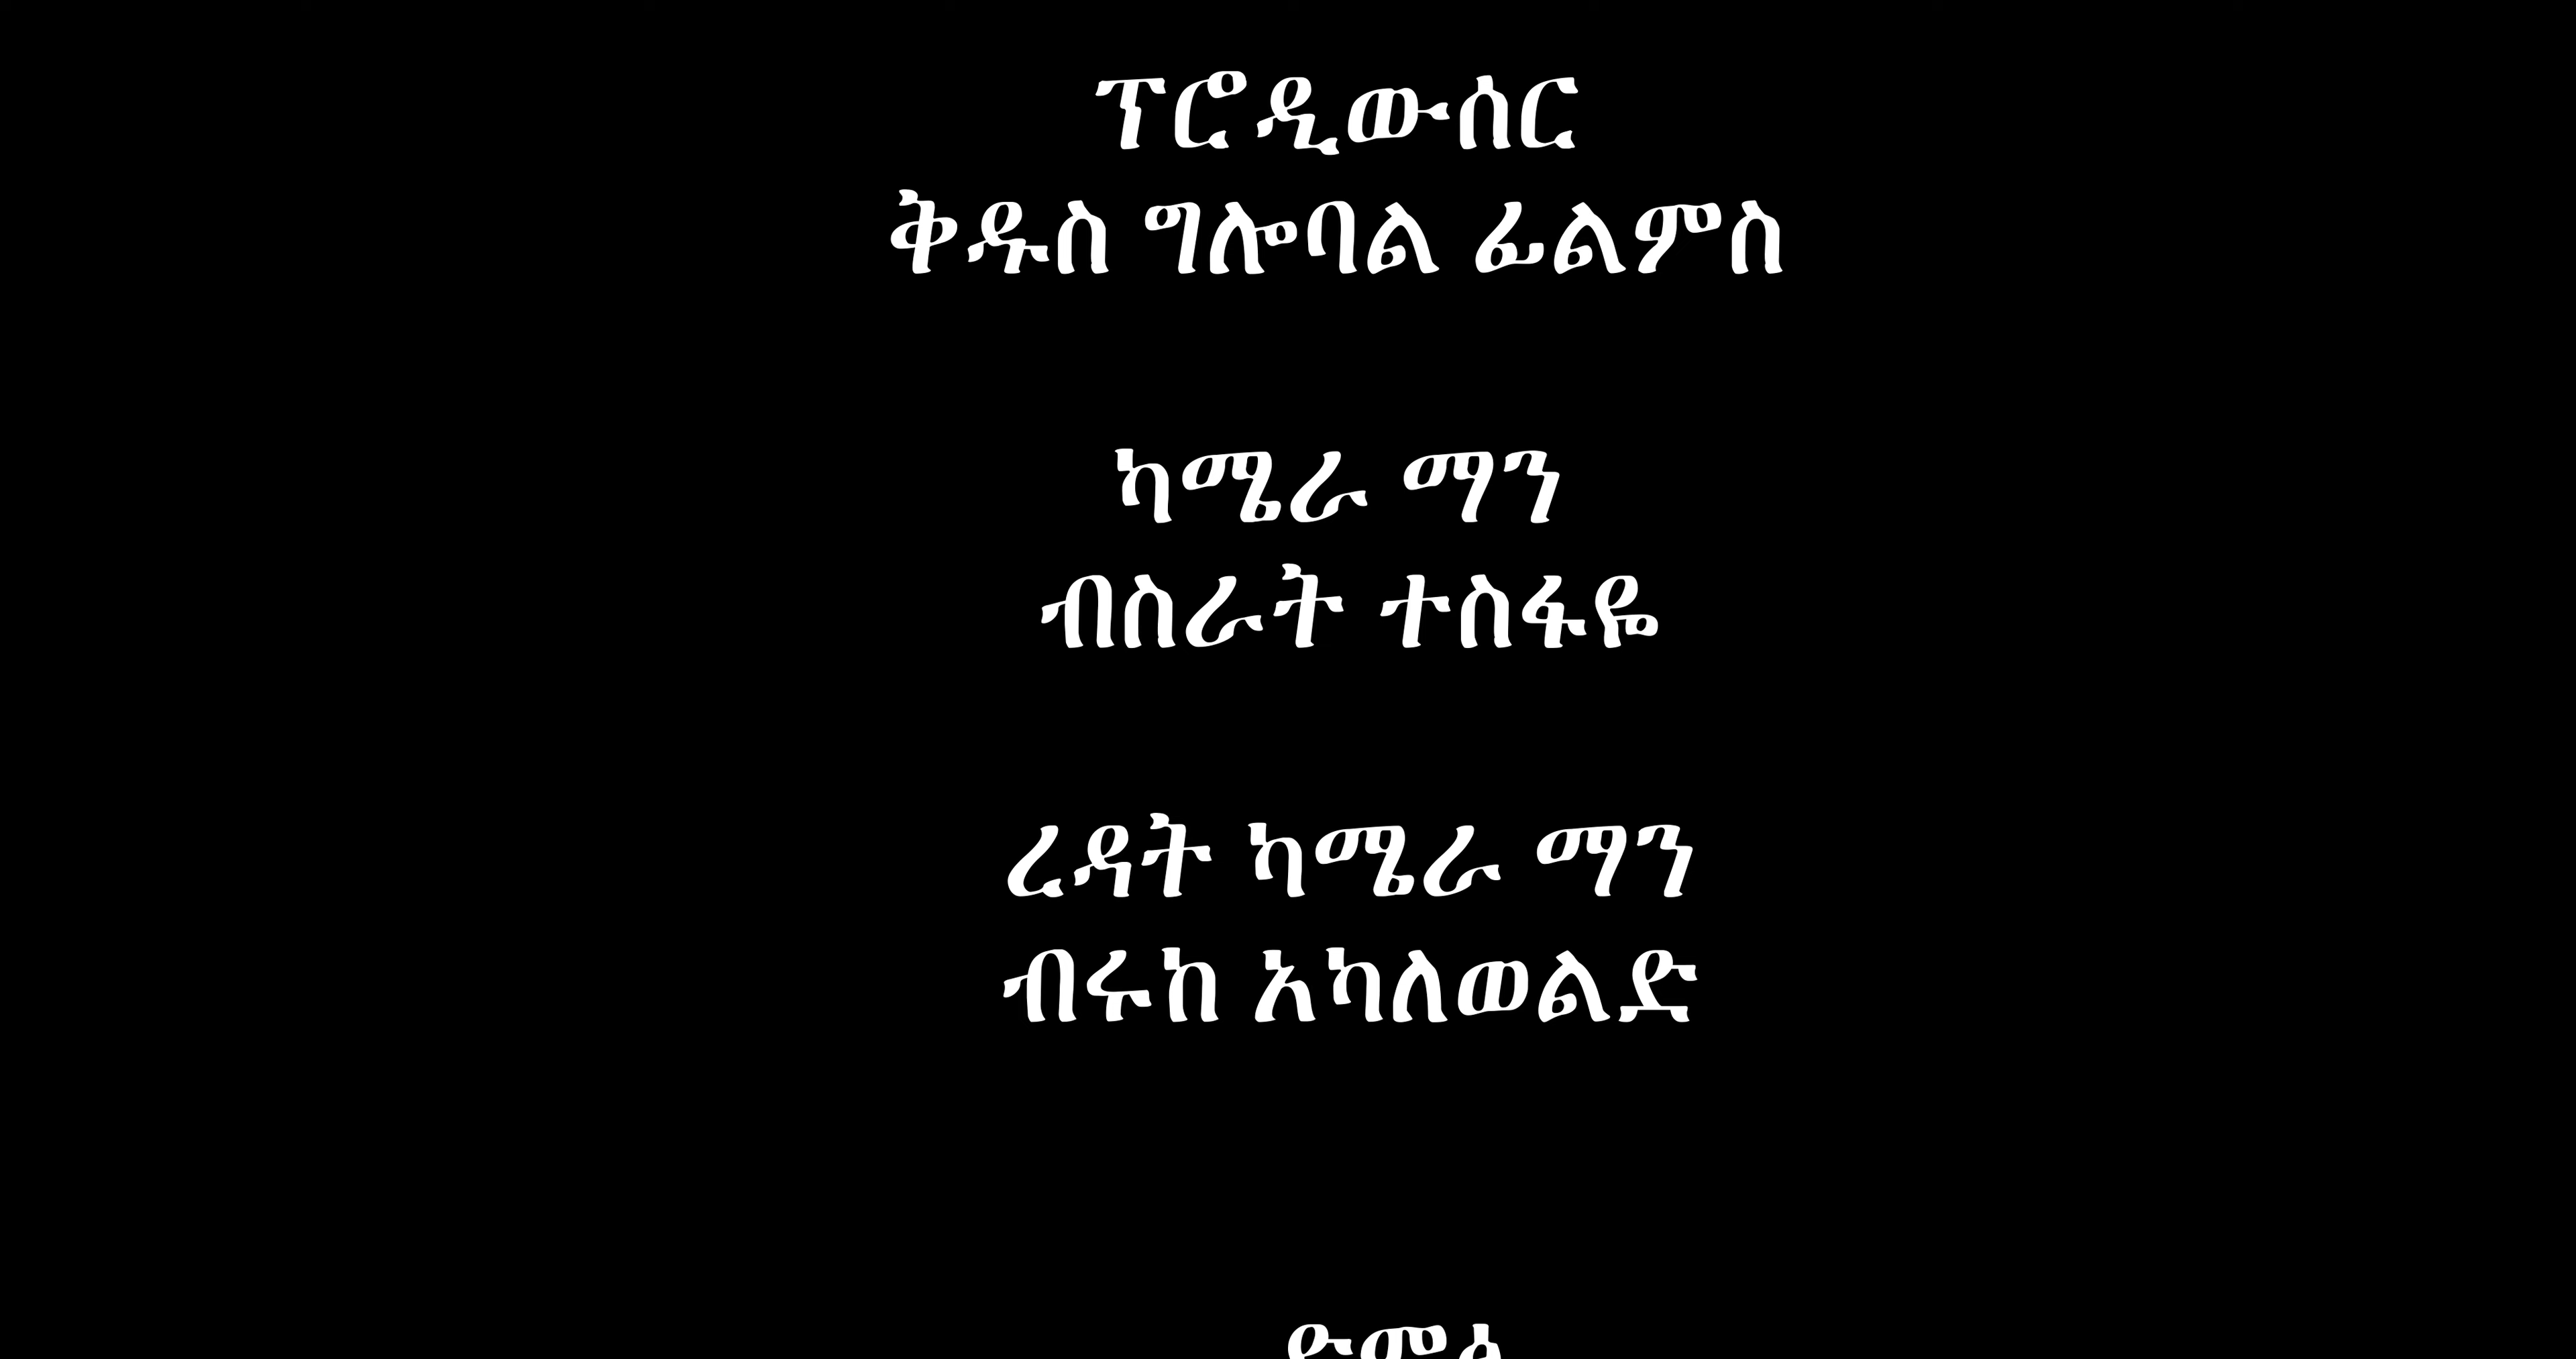 ፕሮዲውሰር
ቅዱስ ግሎባል ፊልምስ
ካሜራ ማን
ብስራት ተስፋዬ
ረዳት ካሜራ ማን
ብሩክ አካለወልድ